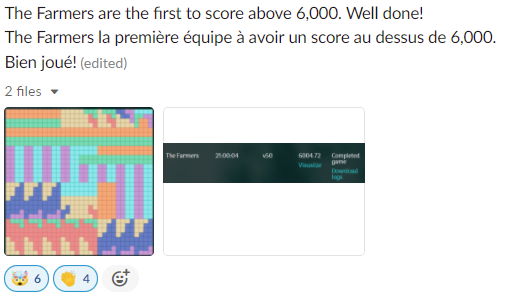 The Farmers are the first to score above 6,000. Well done!
The Farmers la première équipe à avoir un score au dessus de 6,000.
Bien joué! (edited)
2 files
The Farmers 21:00:04 v50 6004.72 Completed game
Visualize Download logs
6 4